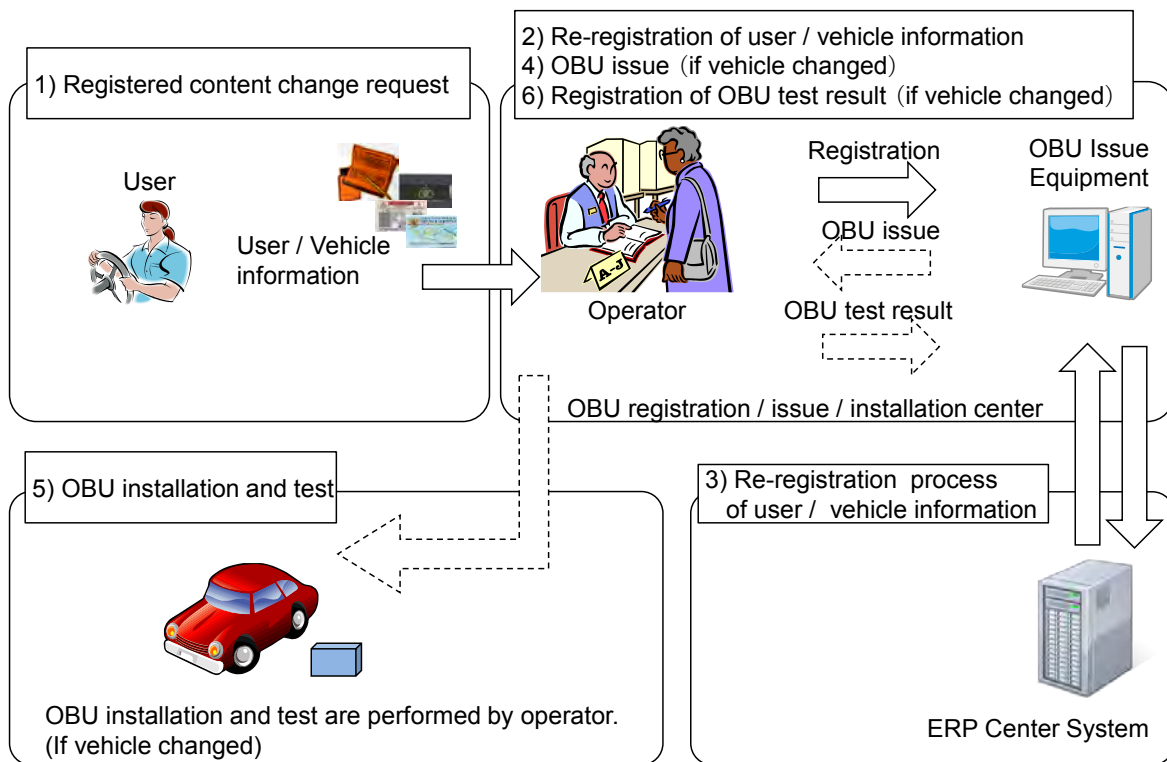 1) Registered content change request
User
User / Vehicle
information
2) Re-registration of user / vehicle information
4) OBU issue (if vehicle changed)
6) Registration of OBU test result (if vehicle changed)
Operator
A-J
Registration
OBU issue
OBU test result
OBU Issue
Equipment
OBU registration / issue / installation center
5) OBU installation and test
OBU installation and test are performed by operator.
(If vehicle changed)
3) Re-registration process
of user / vehicle information
ERP Center System